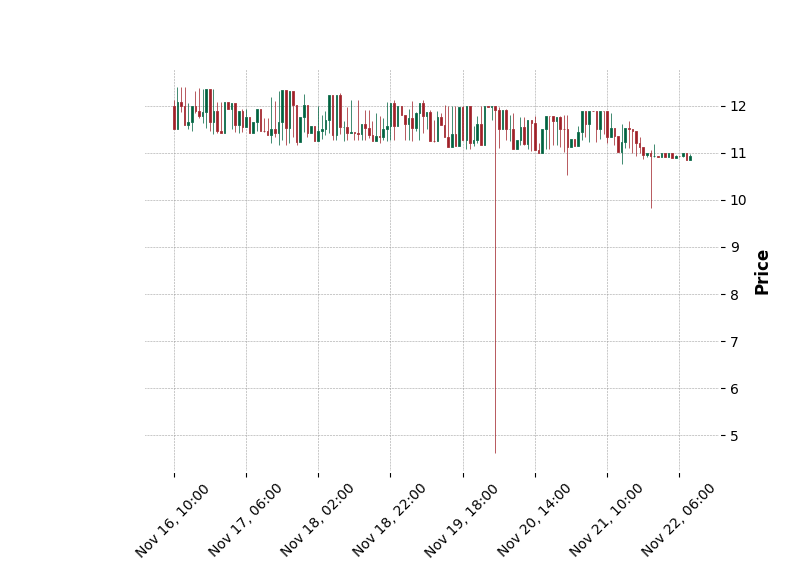 12
11
10
9
8
7
6
5
Price
Nov 16, 10:00
Nov 17, 06:00
Nov 18, 02:00
Nov 18, 22:00
Nov 19, 18:00
Nov 20, 14:00
Nov 21, 10:00
Nov 22, 06:00